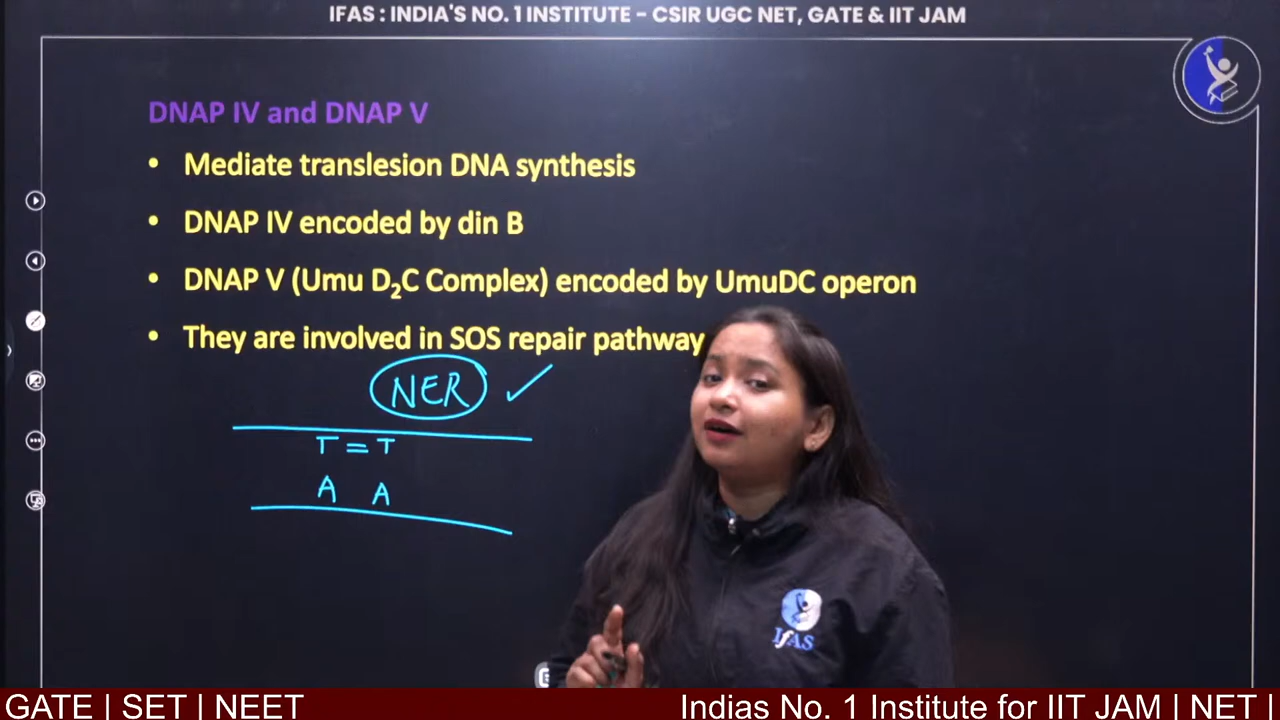 IFAS : INDIA'S NO. 1 INSTITUTE – CSIR UGC NET, GATE & IIT JAM
DNAP IV and DNAP V
• Mediate translesion DNA synthesis
• DNAP IV encoded by din B
• DNAP V (Umu D₂C Complex) encoded by UmuDC operon
• They are involved in SOS repair pathway
NER ✓
T = T
A A
IFAS
GATE | SET | NEET
Indias No. 1 Institute for IIT JAM | NET |